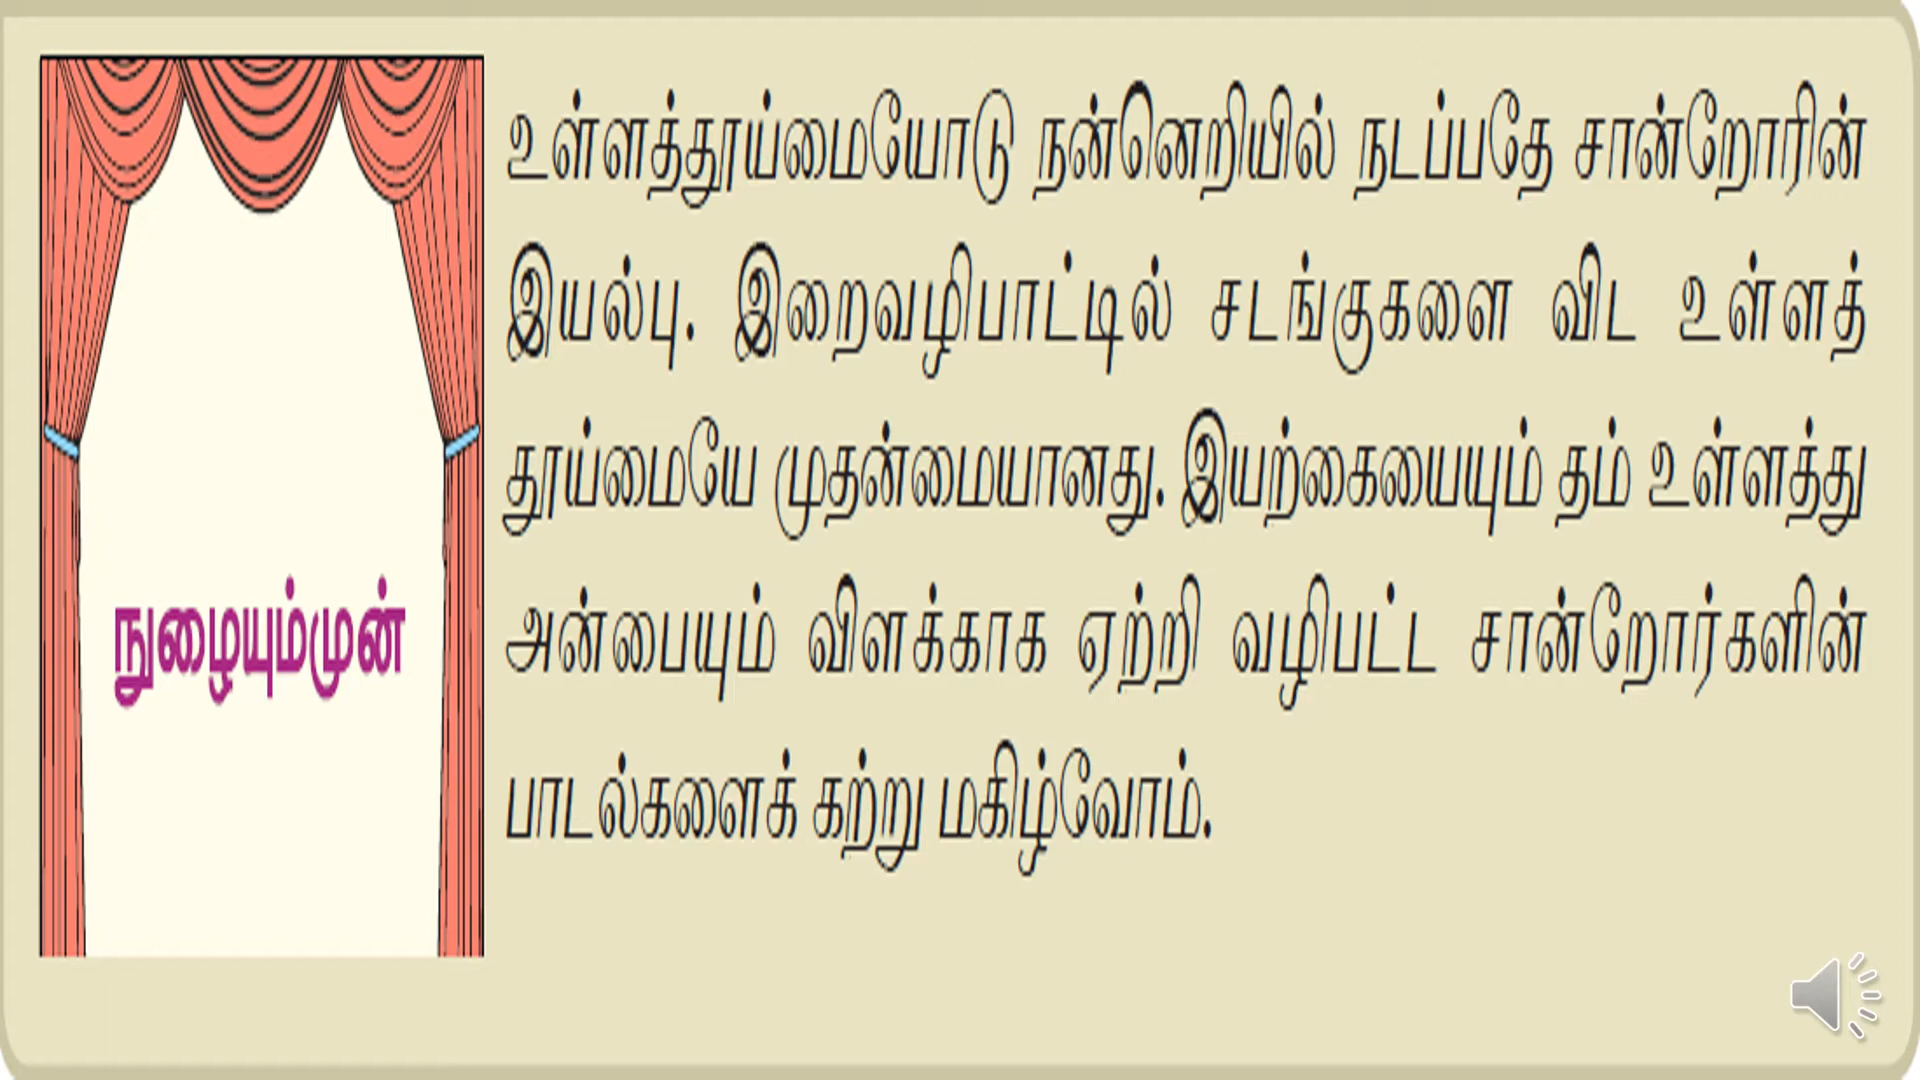 நுழையும்முன்
உள்ளத்தூய்மையோடு நன்னெறியில் நடப்பதே சான்றோரின்
இயல்பு. இறைவழிபாட்டில் சடங்குகளை விட உள்ளத்
தூய்மையே முதன்மையானது. இயற்கையையும் தம் உள்ளத்து
அன்பையும் விளக்காக ஏற்றி வழிபட்ட சான்றோர்களின்
பாடல்களைக் கற்று மகிழ்வோம்.